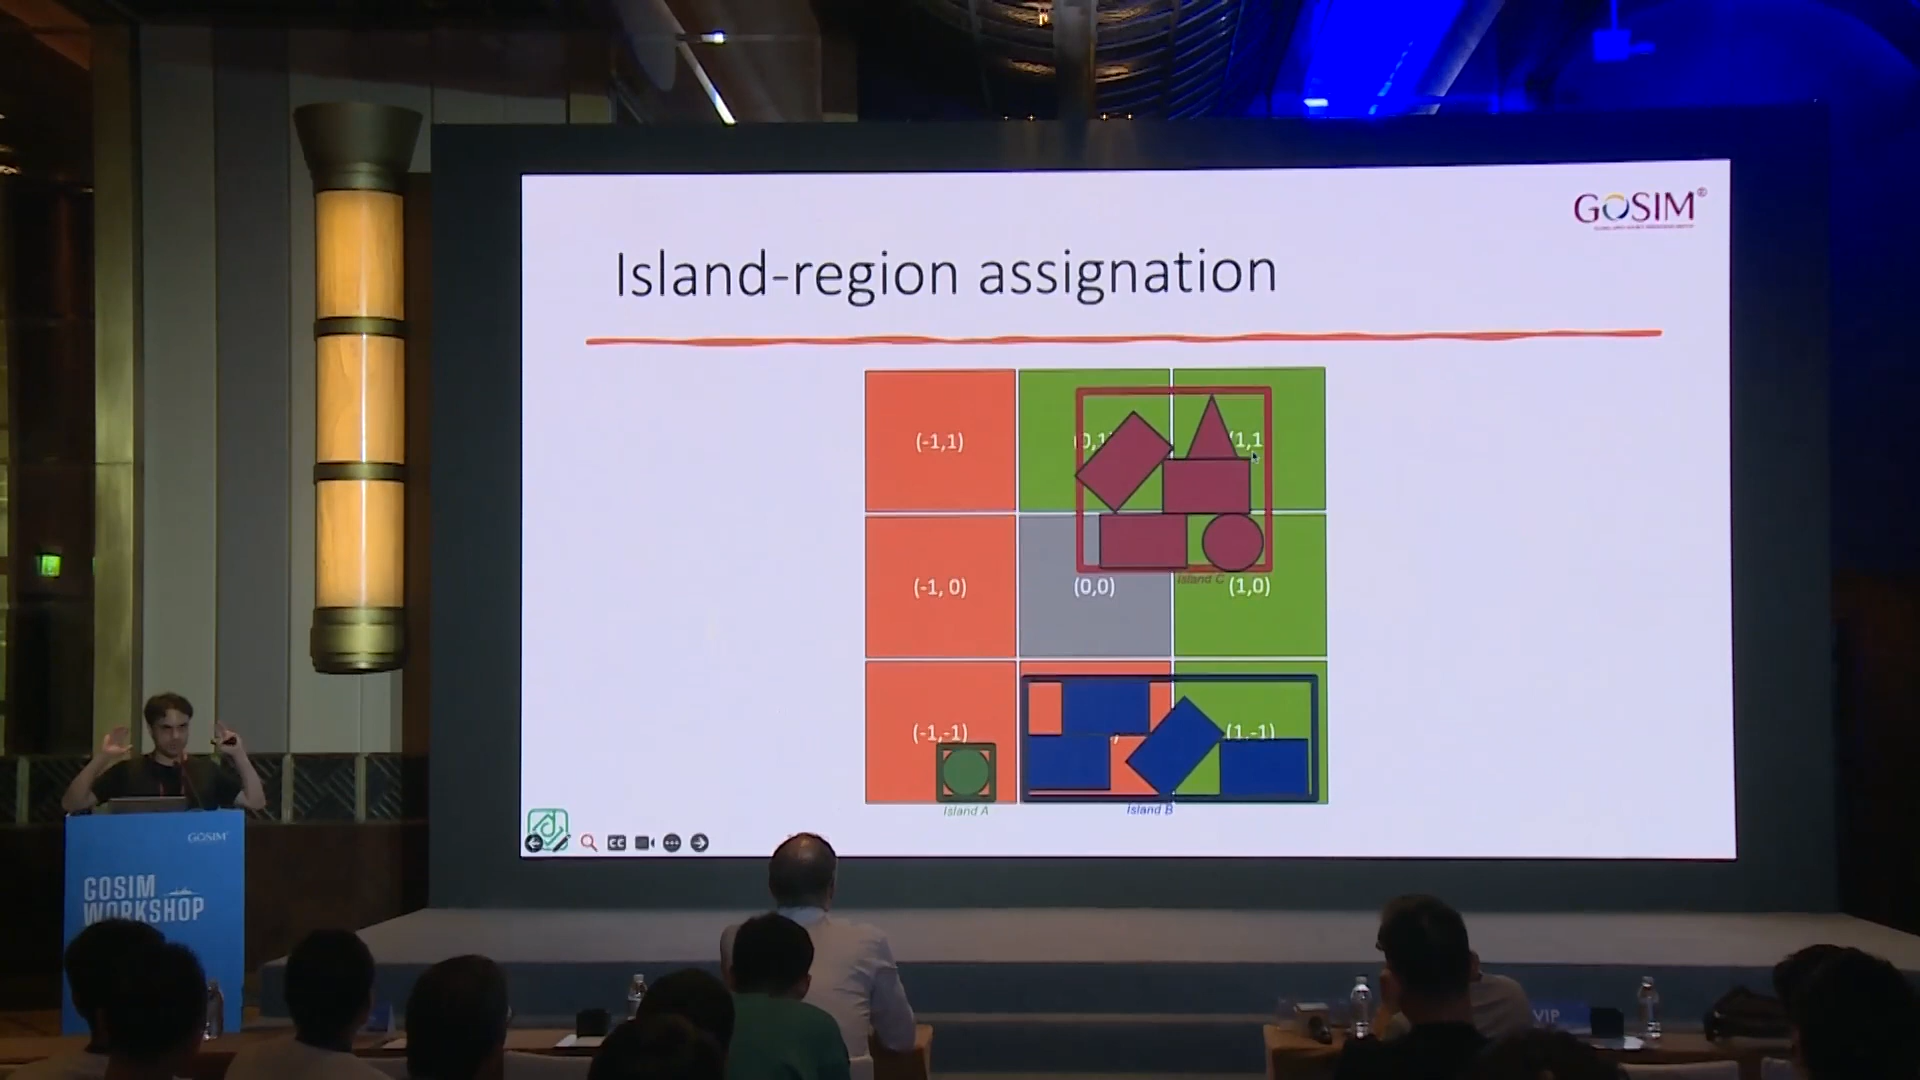 GOSIM®
Island-region assignation
(-1,1)
(0,1)
(1,1
(-1, 0)
(0,0)
(1,0)
Island C
(-1,-1)
(1,-1)
Island A
Island B
CC
GOSIM
GOSIM
WORKSHOP
VIP